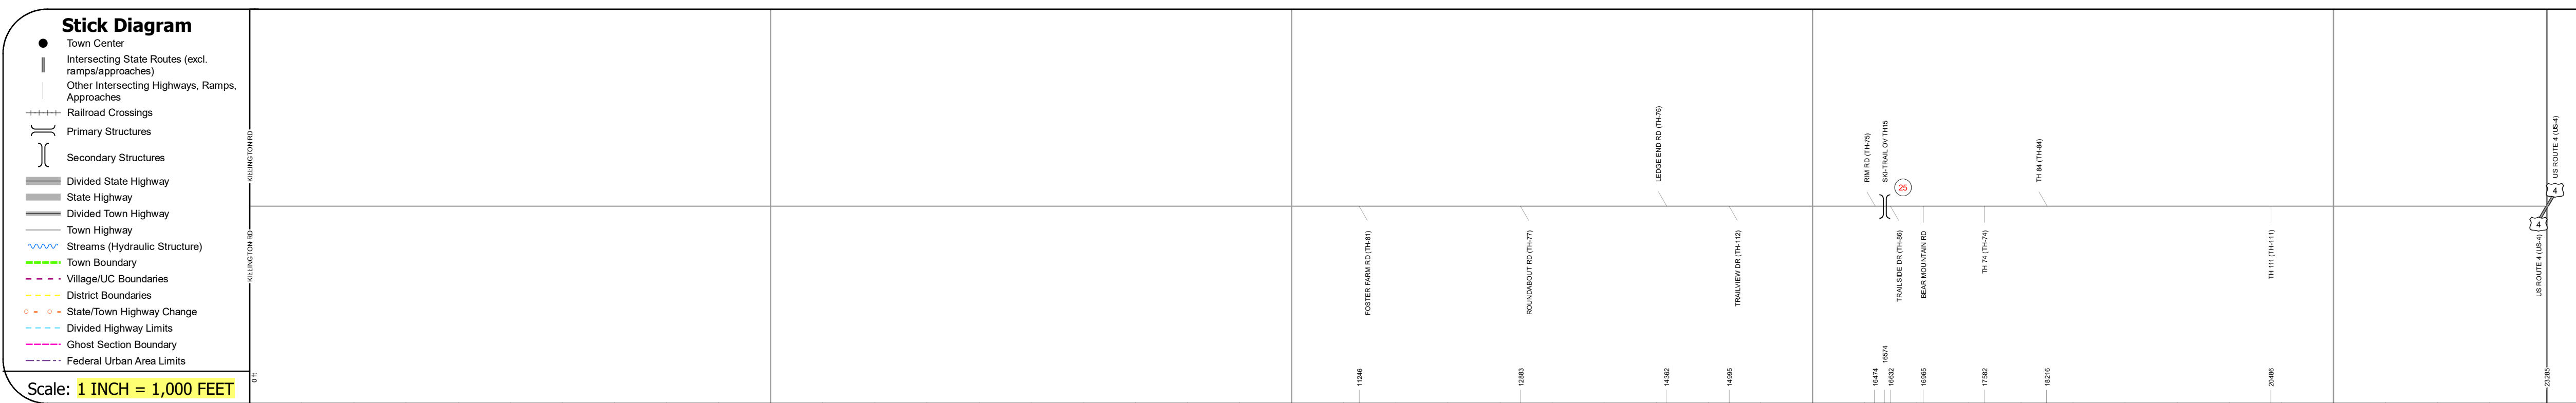 Stick Diagram
Town Center
Intersecting State Routes (excl.
ramps/approaches)
Other Intersecting Highways, Ramps,
Approaches
Railroad Crossings
Primary Structures
Secondary Structures
Divided State Highway
State Highway
Divided Town Highway
Town Highway
Streams (Hydraulic Structure)
Town Boundary
Village/UC Boundaries
District Boundaries
State/Town Highway Change
Divided Highway Limits
Ghost Section Boundary
Federal Urban Area Limits
Scale: 1 INCH = 1,000 FEET
KILLINGTON RD
KILLINGTON RD
LEDGE END RD (TH-76)
RIM RD (TH-75)
SKI-TRAIL OV TH15
25
TH 84 (TH-84)
US ROUTE 4 (US-4)
4
4
FOSTER FARM RD (TH-81)
ROUNDABOUT RD (TH-77)
TRAILVIEW DR (TH-112)
TRAILSIDE DR (TH-86)
BEAR MOUNTAIN RD
TH 74 (TH-74)
TH 111 (TH-111)
US ROUTE 4 (US-4)
0 ft
11246
12883
14362
14995
16474
16574
16632
16965
17582
18216
20486
23285